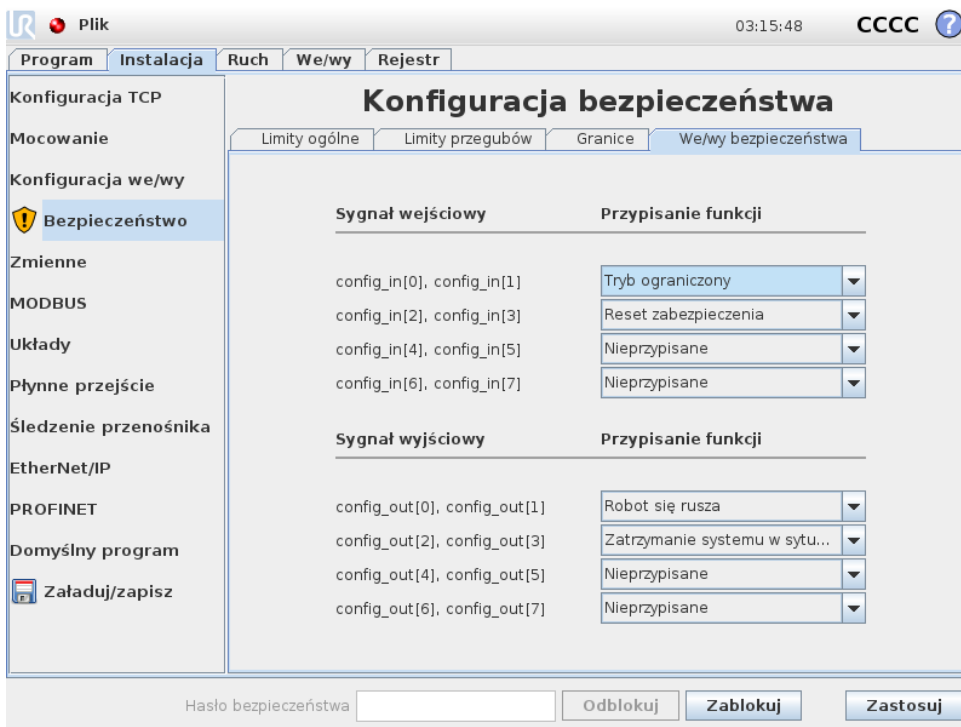 UR Plik 03:15:48 CCCC ?
Program Instalacja Ruch We/wy Rejestr
Konfiguracja TCP
Mocowanie
Konfiguracja we/wy
Bezpieczeństwo
Zmienne
MODBUS
Układy
Płynne przejście
Śledzenie przenośnika
EtherNet/IP
PROFINET
Domyślny program
Załaduj/zapisz
Konfiguracja bezpieczeństwa
Limity ogólne Limity przegubów Granice We/wy bezpieczeństwa
Sygnał wejściowy Przypisanie funkcji
config_in[0], config_in[1] Tryb ograniczony
config_in[2], config_in[3] Reset zabezpieczenia
config_in[4], config_in[5] Nieprzypisane
config_in[6], config_in[7] Nieprzypisane
Sygnał wyjściowy Przypisanie funkcji
config_out[0], config_out[1] Robot się rusza
config_out[2], config_out[3] Zatrzymanie systemu w sytu...
config_out[4], config_out[5] Nieprzypisane
config_out[6], config_out[7] Nieprzypisane
Hasło bezpieczeństwa Odblokuj Zablokuj Zastosuj